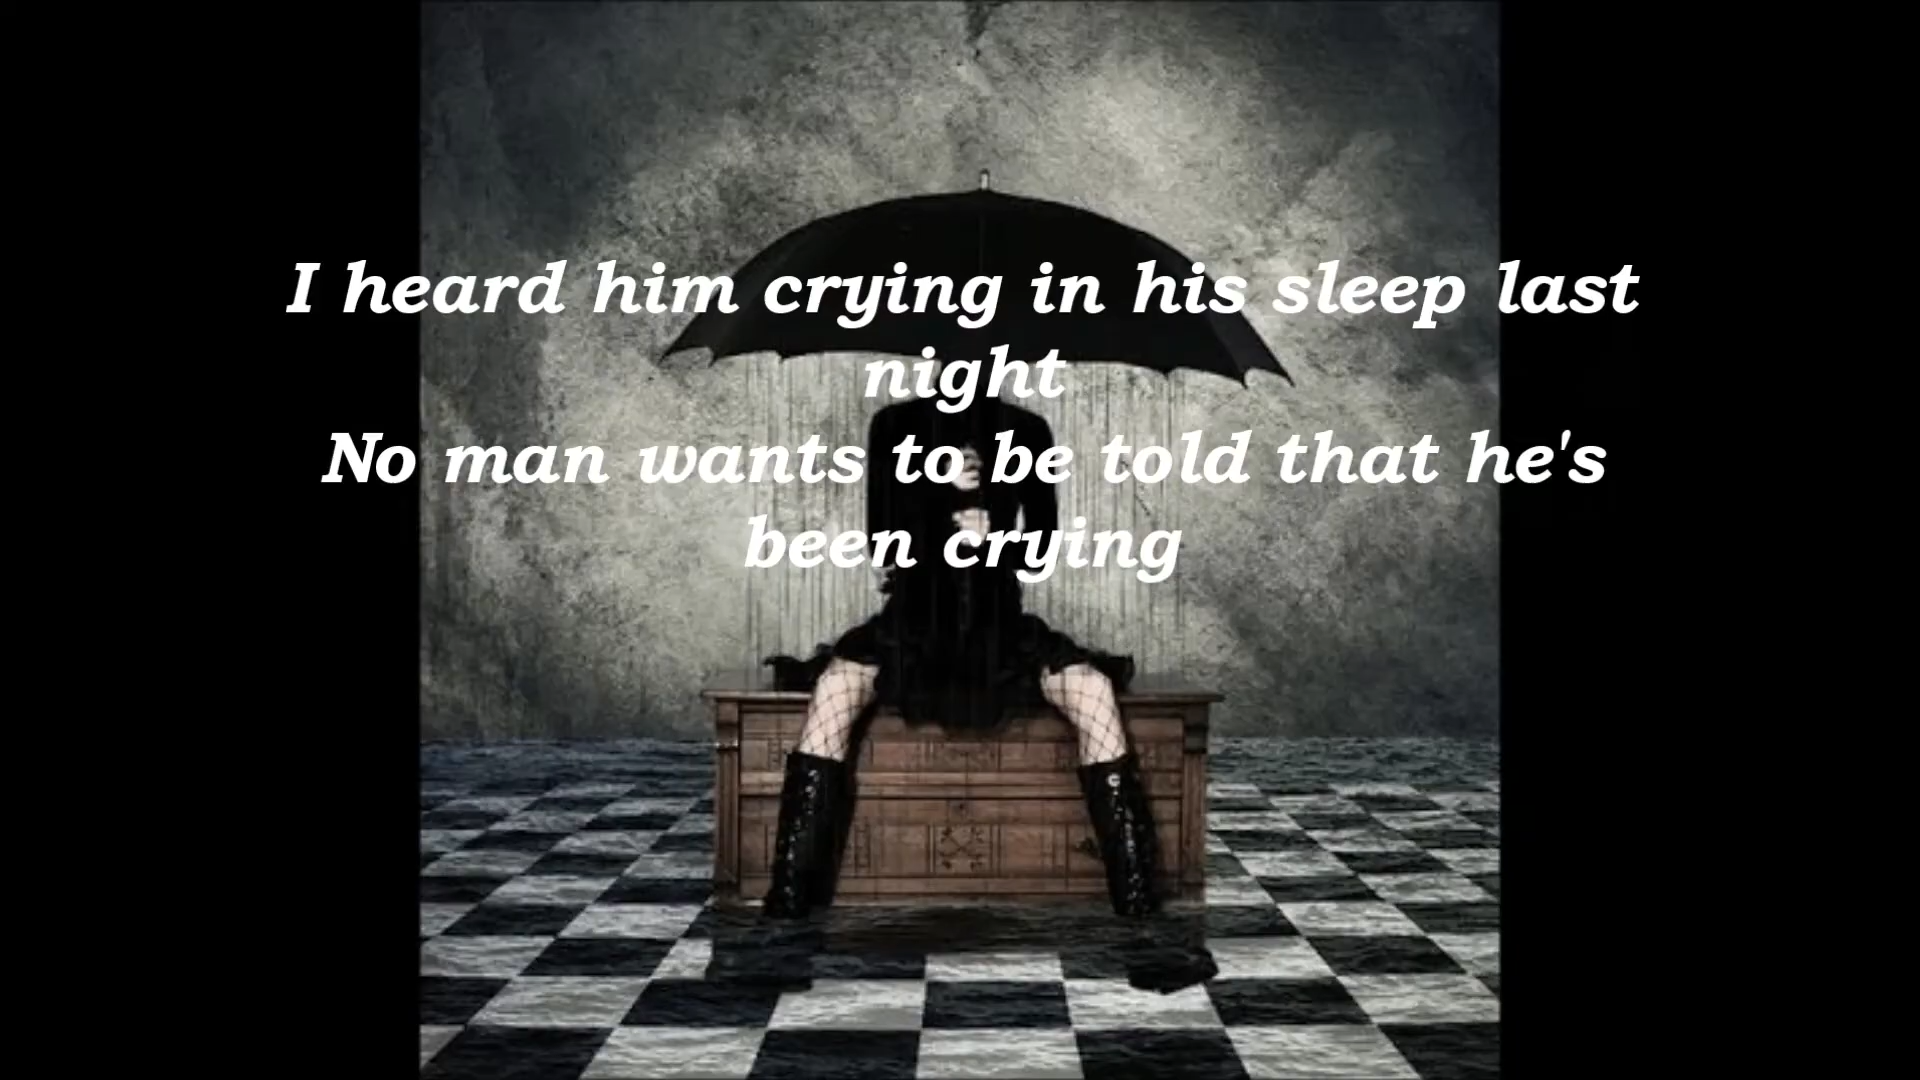 I heard him crying in his sleep last
night
No man wants to be told that he's
been crying